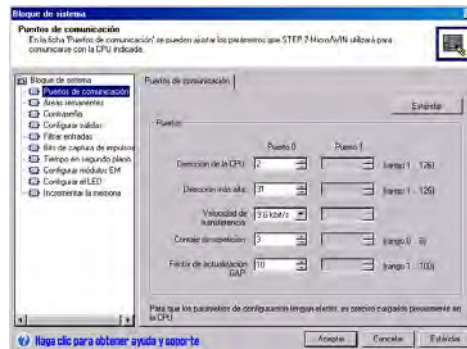 Bloque de sistema
Puertos de comunicación
En la ficha 'Puertos de comunicación' se pueden ajustar los parámetros que STEP 7-Micro/WIN utilizará para
comunicarse con la CPU indicada.
Bloque de sistema
Puertos de comunicación
Áreas remanentes
Contraseña
Configurar salidas
Filtrar entradas
Bits de captura de impulsos
Tiempo en segundo plano
Configurar módulos EM
Configurar el LED
Incrementar la memoria
Puertos de comunicación
Estándar
Puertos
Puerto 0 Puerto 1
Dirección de la CPU: 2 (rango 1 .. 126)
Dirección más alta: 31 (rango 1 .. 126)
Velocidad de
transferencia: 9.6 kbit/s
Contaje de repetición: 3 (rango 0 .. 8)
Factor de actualización
GAP: 10 (rango 1 .. 100)
Para que los parámetros de configuración tengan efecto, es preciso cargarlos previamente en
la CPU.
Haga clic para obtener ayuda y soporte
Aceptar Cancelar Estándar